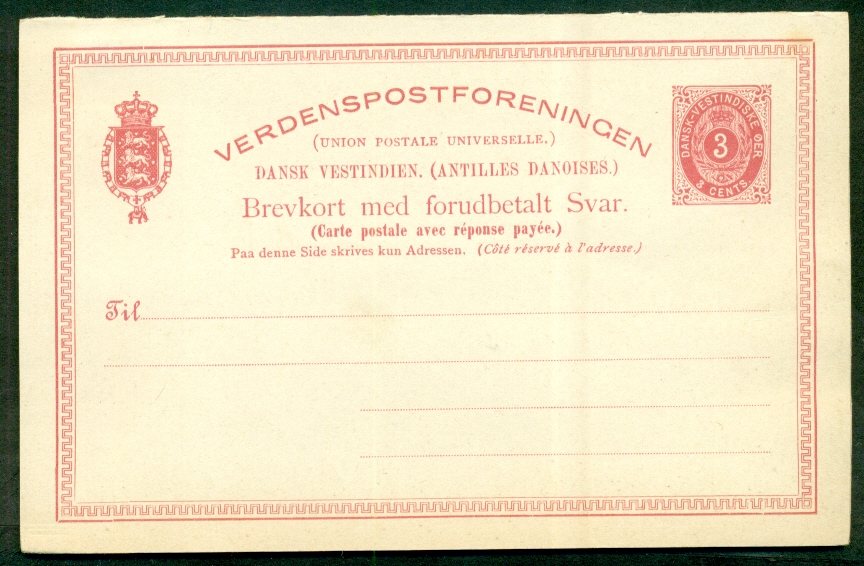 VERDENSPOSTFORENINGEN
(UNION POSTALE UNIVERSELLE.)
DANSK VESTINDIEN. (ANTILLES DANOISES.)
Brevkort med forudbetalt Svar.
(Carte postale avec réponse payée.)
Paa denne Side skrives kun Adressen. (Côté réservé à l'adresse.)
DANSK-VESTINDISKE ØER
3
3 CENTS
Til